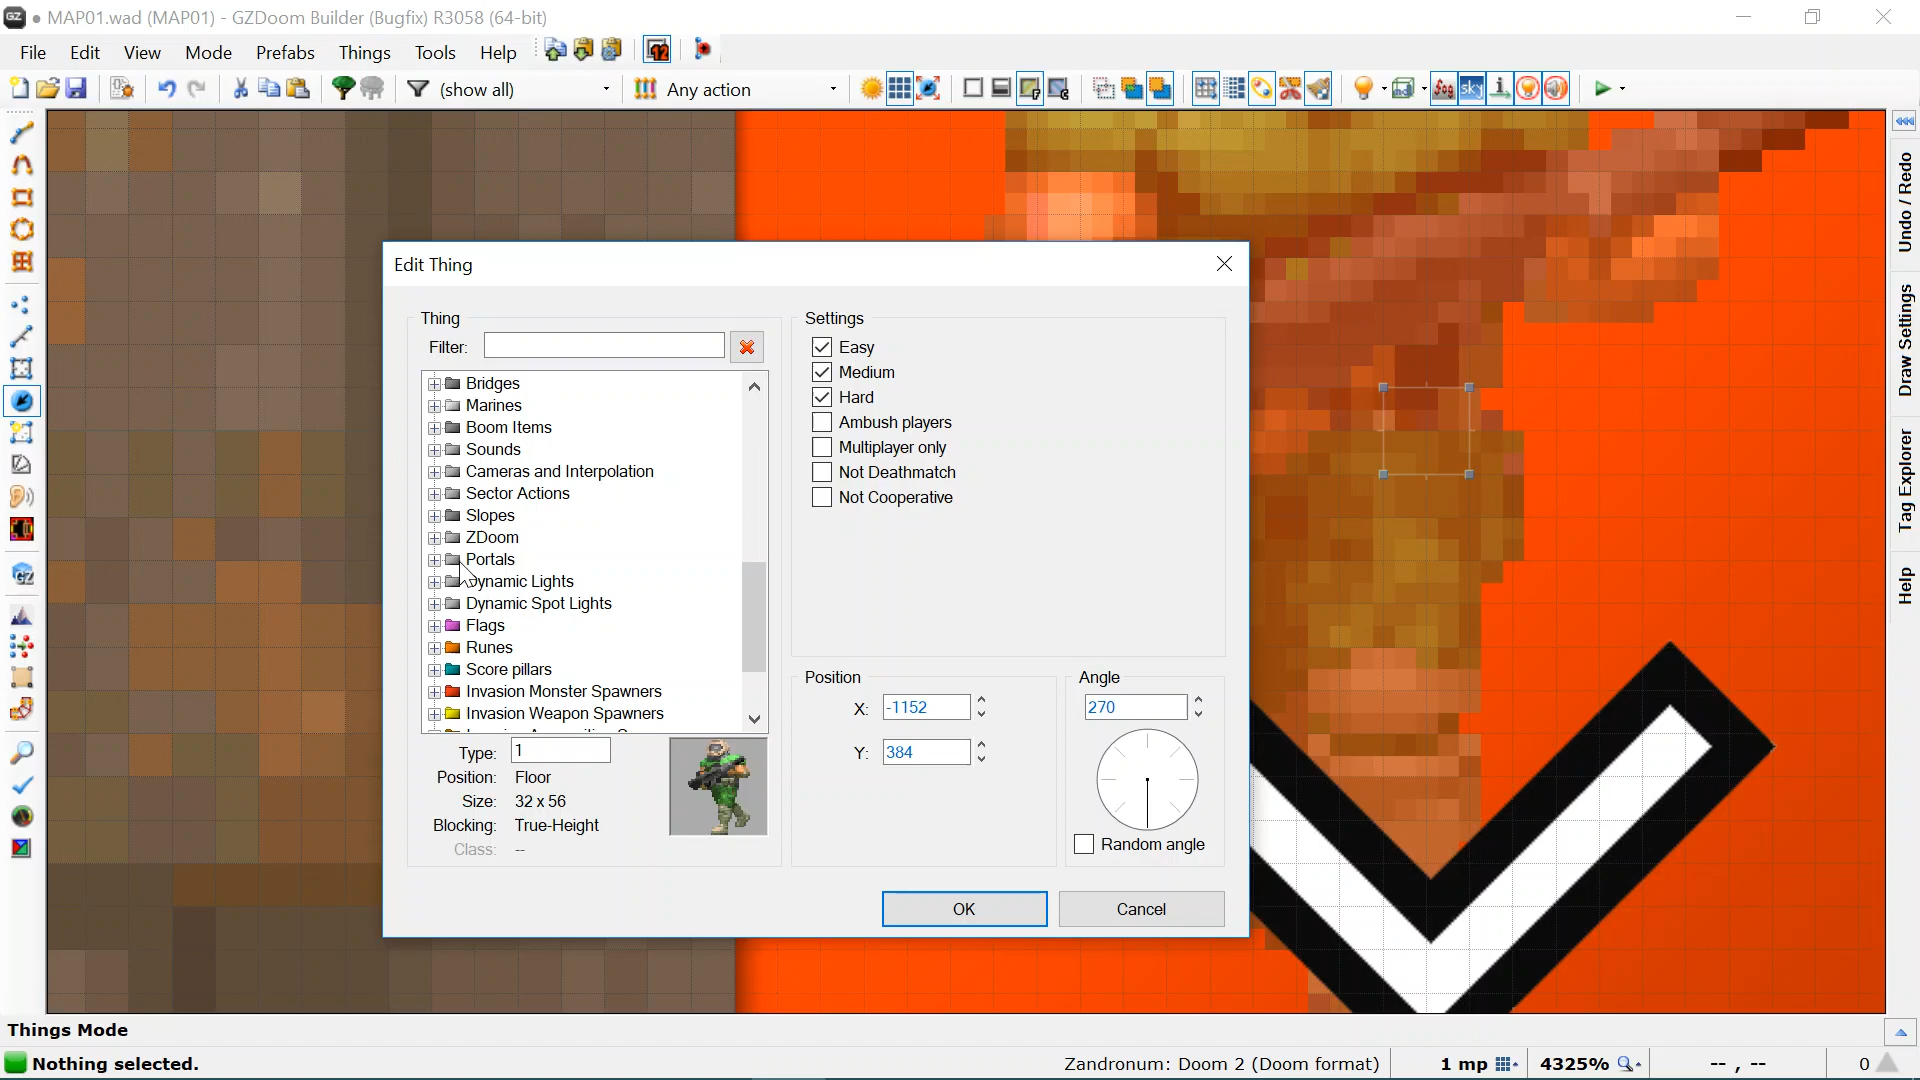 MAP01.wad (MAP01) - GZDoom Builder (Bugfix) R3058 (64-bit)
File Edit View Mode Prefabs Things Tools Help
(show all) Any action
Undo / Redo
Draw Settings
Tag Explorer
Help
Edit Thing
Thing
Filter:
Bridges
Marines
Boom Items
Sounds
Cameras and Interpolation
Sector Actions
Slopes
ZDoom
Portals
Dynamic Lights
Dynamic Spot Lights
Flags
Runes
Score pillars
Invasion Monster Spawners
Invasion Weapon Spawners
Type: 1
Position: Floor
Size: 32 x 56
Blocking: True-Height
Class: --
Settings
Easy
Medium
Hard
Ambush players
Multiplayer only
Not Deathmatch
Not Cooperative
Position
X: -1152
Y: 384
Angle
270
Random angle
OK Cancel
Things Mode
Nothing selected. Zandronum: Doom 2 (Doom format) 1 mp 4325% -- , -- 0